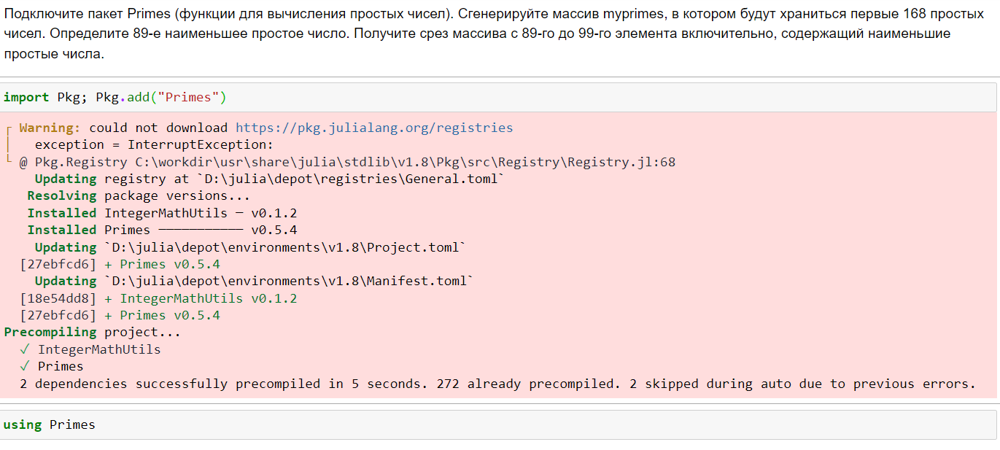 Подключите пакет Primes (функции для вычисления простых чисел). Сгенерируйте массив myprimes, в котором будут храниться первые 168 простых
чисел. Определите 89-е наименьшее простое число. Получите срез массива с 89-го до 99-го элемента включительно, содержащий наименьшие
простые числа.
import Pkg; Pkg.add("Primes")
┌ Warning: could not download https://pkg.julialang.org/registries
│   exception = InterruptException:
└ @ Pkg.Registry C:\workdir\usr\share\julia\stdlib\v1.8\Pkg\src\Registry\Registry.jl:68
    Updating registry at `D:\julia\depot\registries\General.toml`
   Resolving package versions...
   Installed IntegerMathUtils ─ v0.1.2
   Installed Primes ─────────── v0.5.4
    Updating `D:\julia\depot\environments\v1.8\Project.toml`
  [27ebfcd6] + Primes v0.5.4
    Updating `D:\julia\depot\environments\v1.8\Manifest.toml`
  [18e54dd8] + IntegerMathUtils v0.1.2
  [27ebfcd6] + Primes v0.5.4
Precompiling project...
  ✓ IntegerMathUtils
  ✓ Primes
  2 dependencies successfully precompiled in 5 seconds. 272 already precompiled. 2 skipped during auto due to previous errors.
using Primes